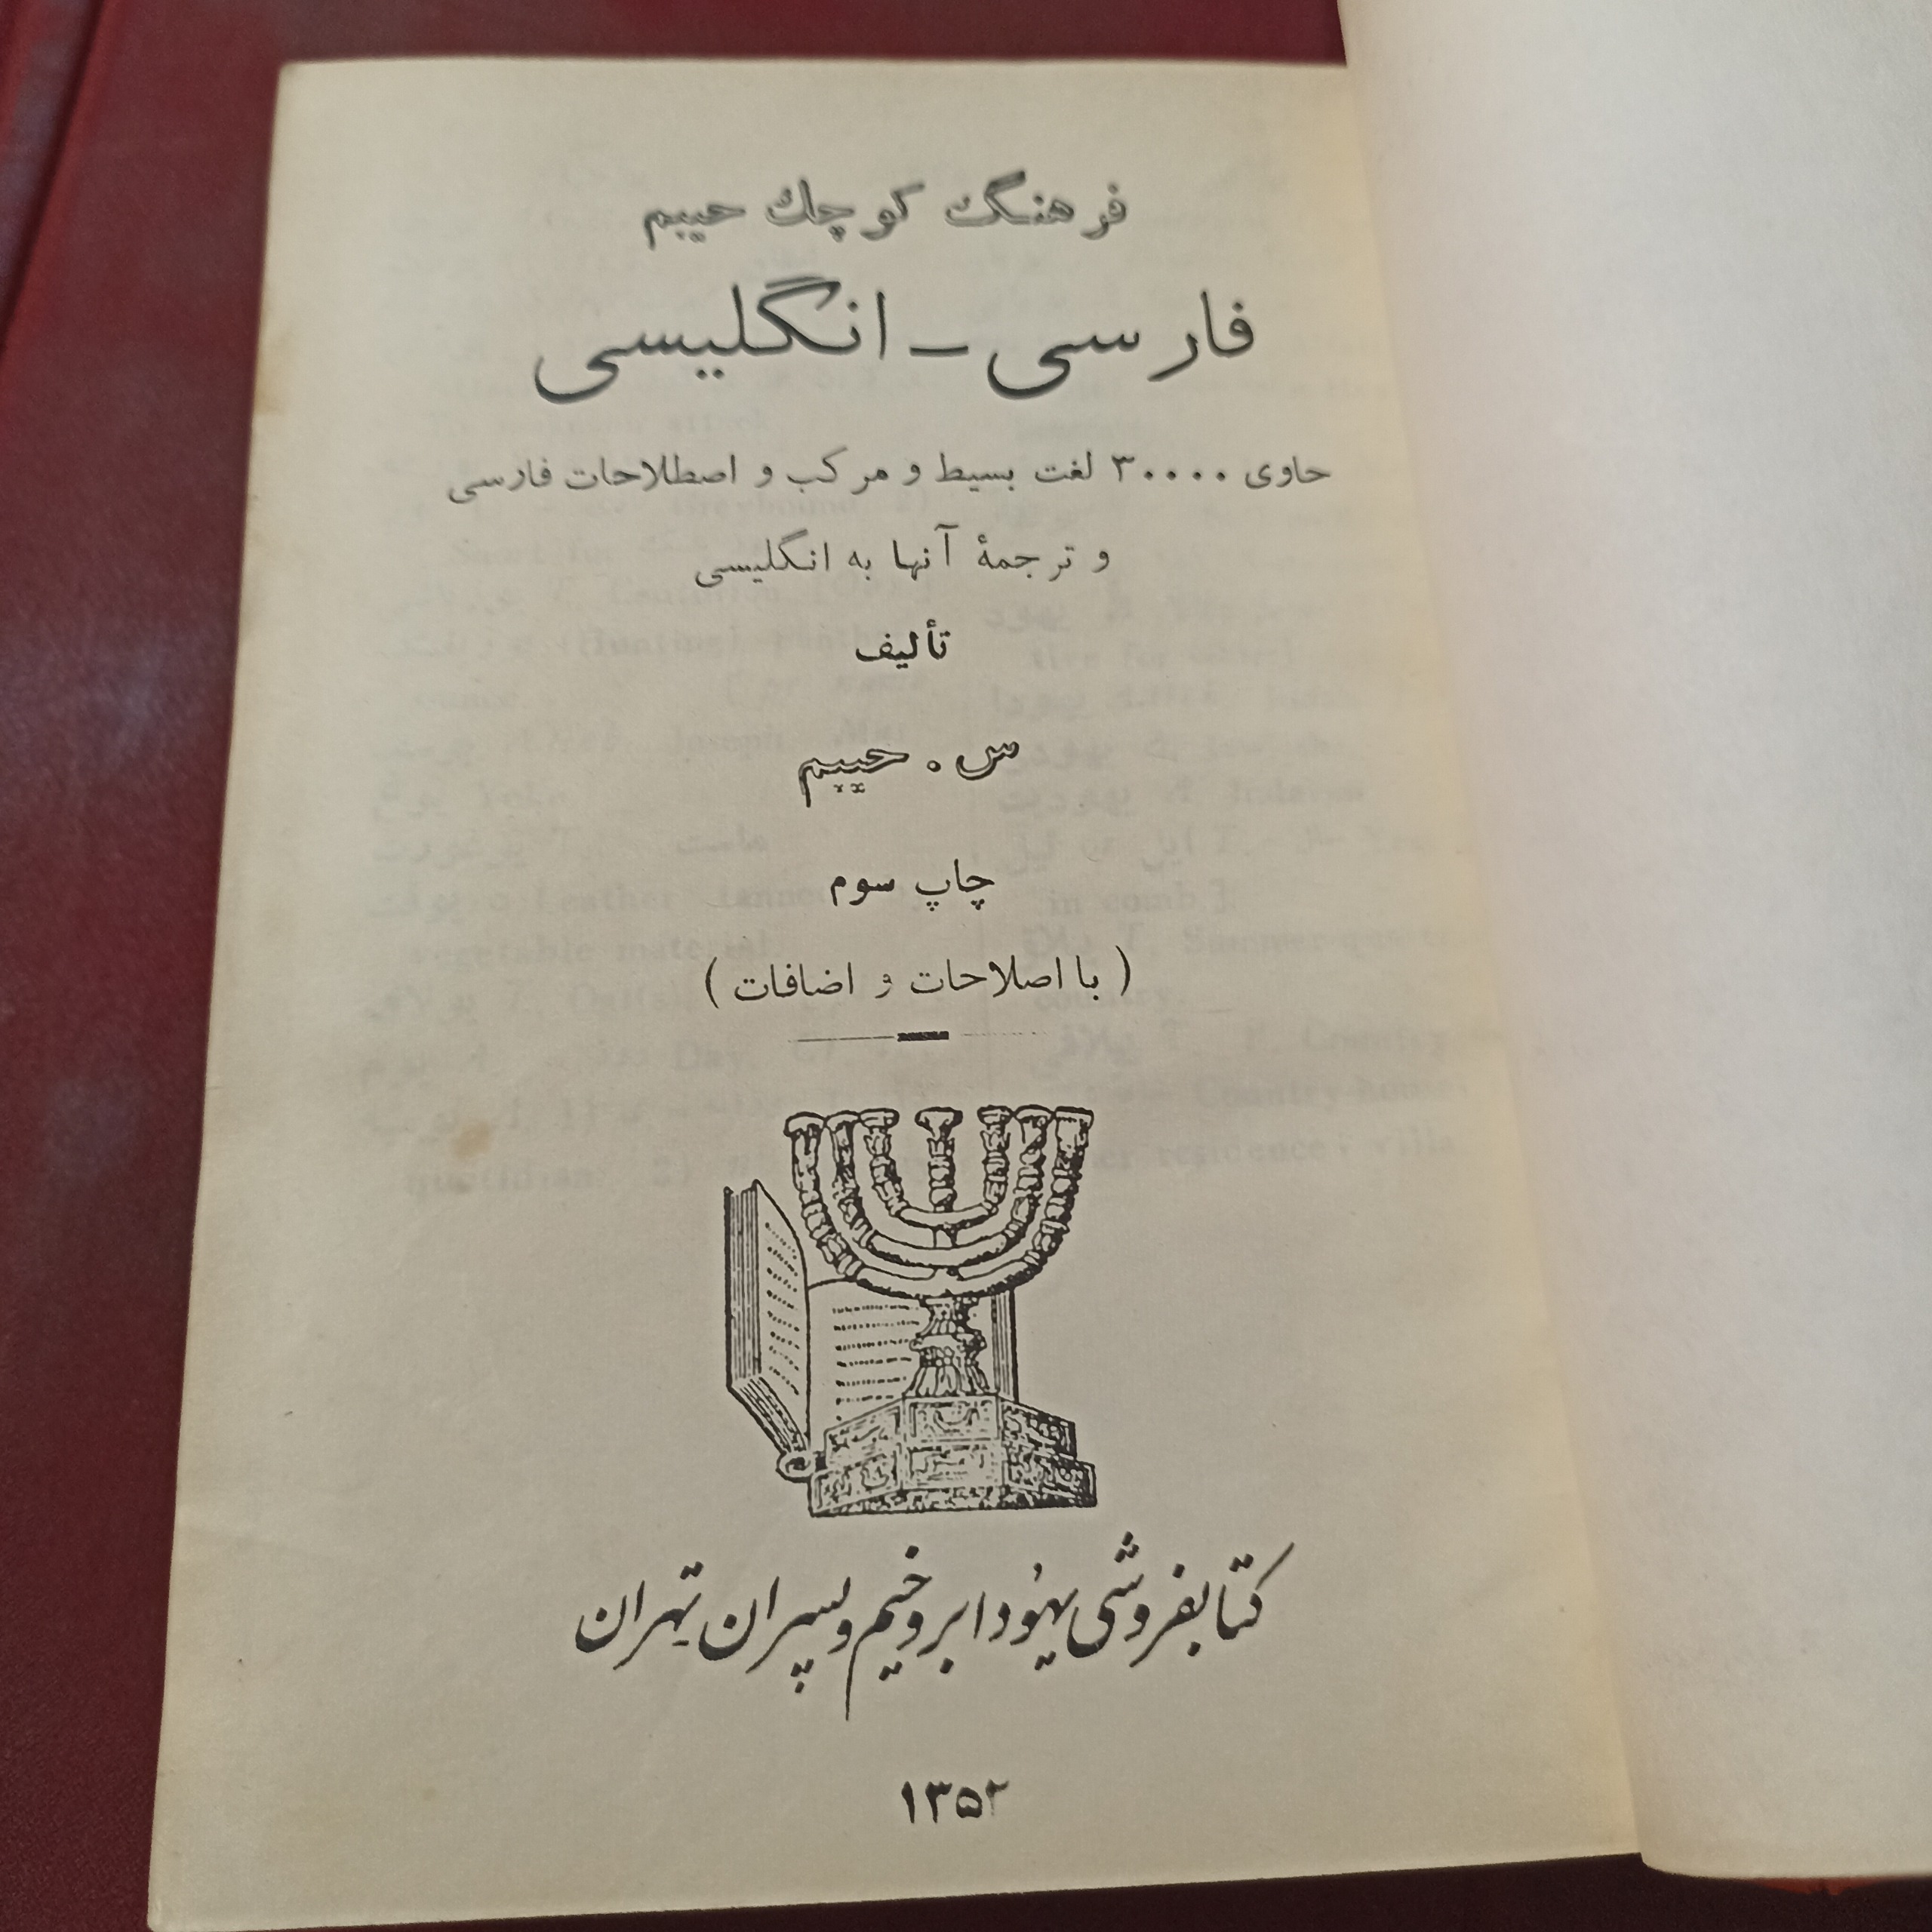 فرهنگ کوچك حییم
فارسی ـ انگلیسی
حاوی ۳۰۰۰۰ لغت بسیط و مرکب و اصطلاحات فارسی
و ترجمهٔ آنها به انگلیسی
تألیف
س . حییم
چاپ سوم
( با اصلاحات و اضافات )
کتابفروشی یهودا بروخیم و پسران تهران
۱۳۵۲